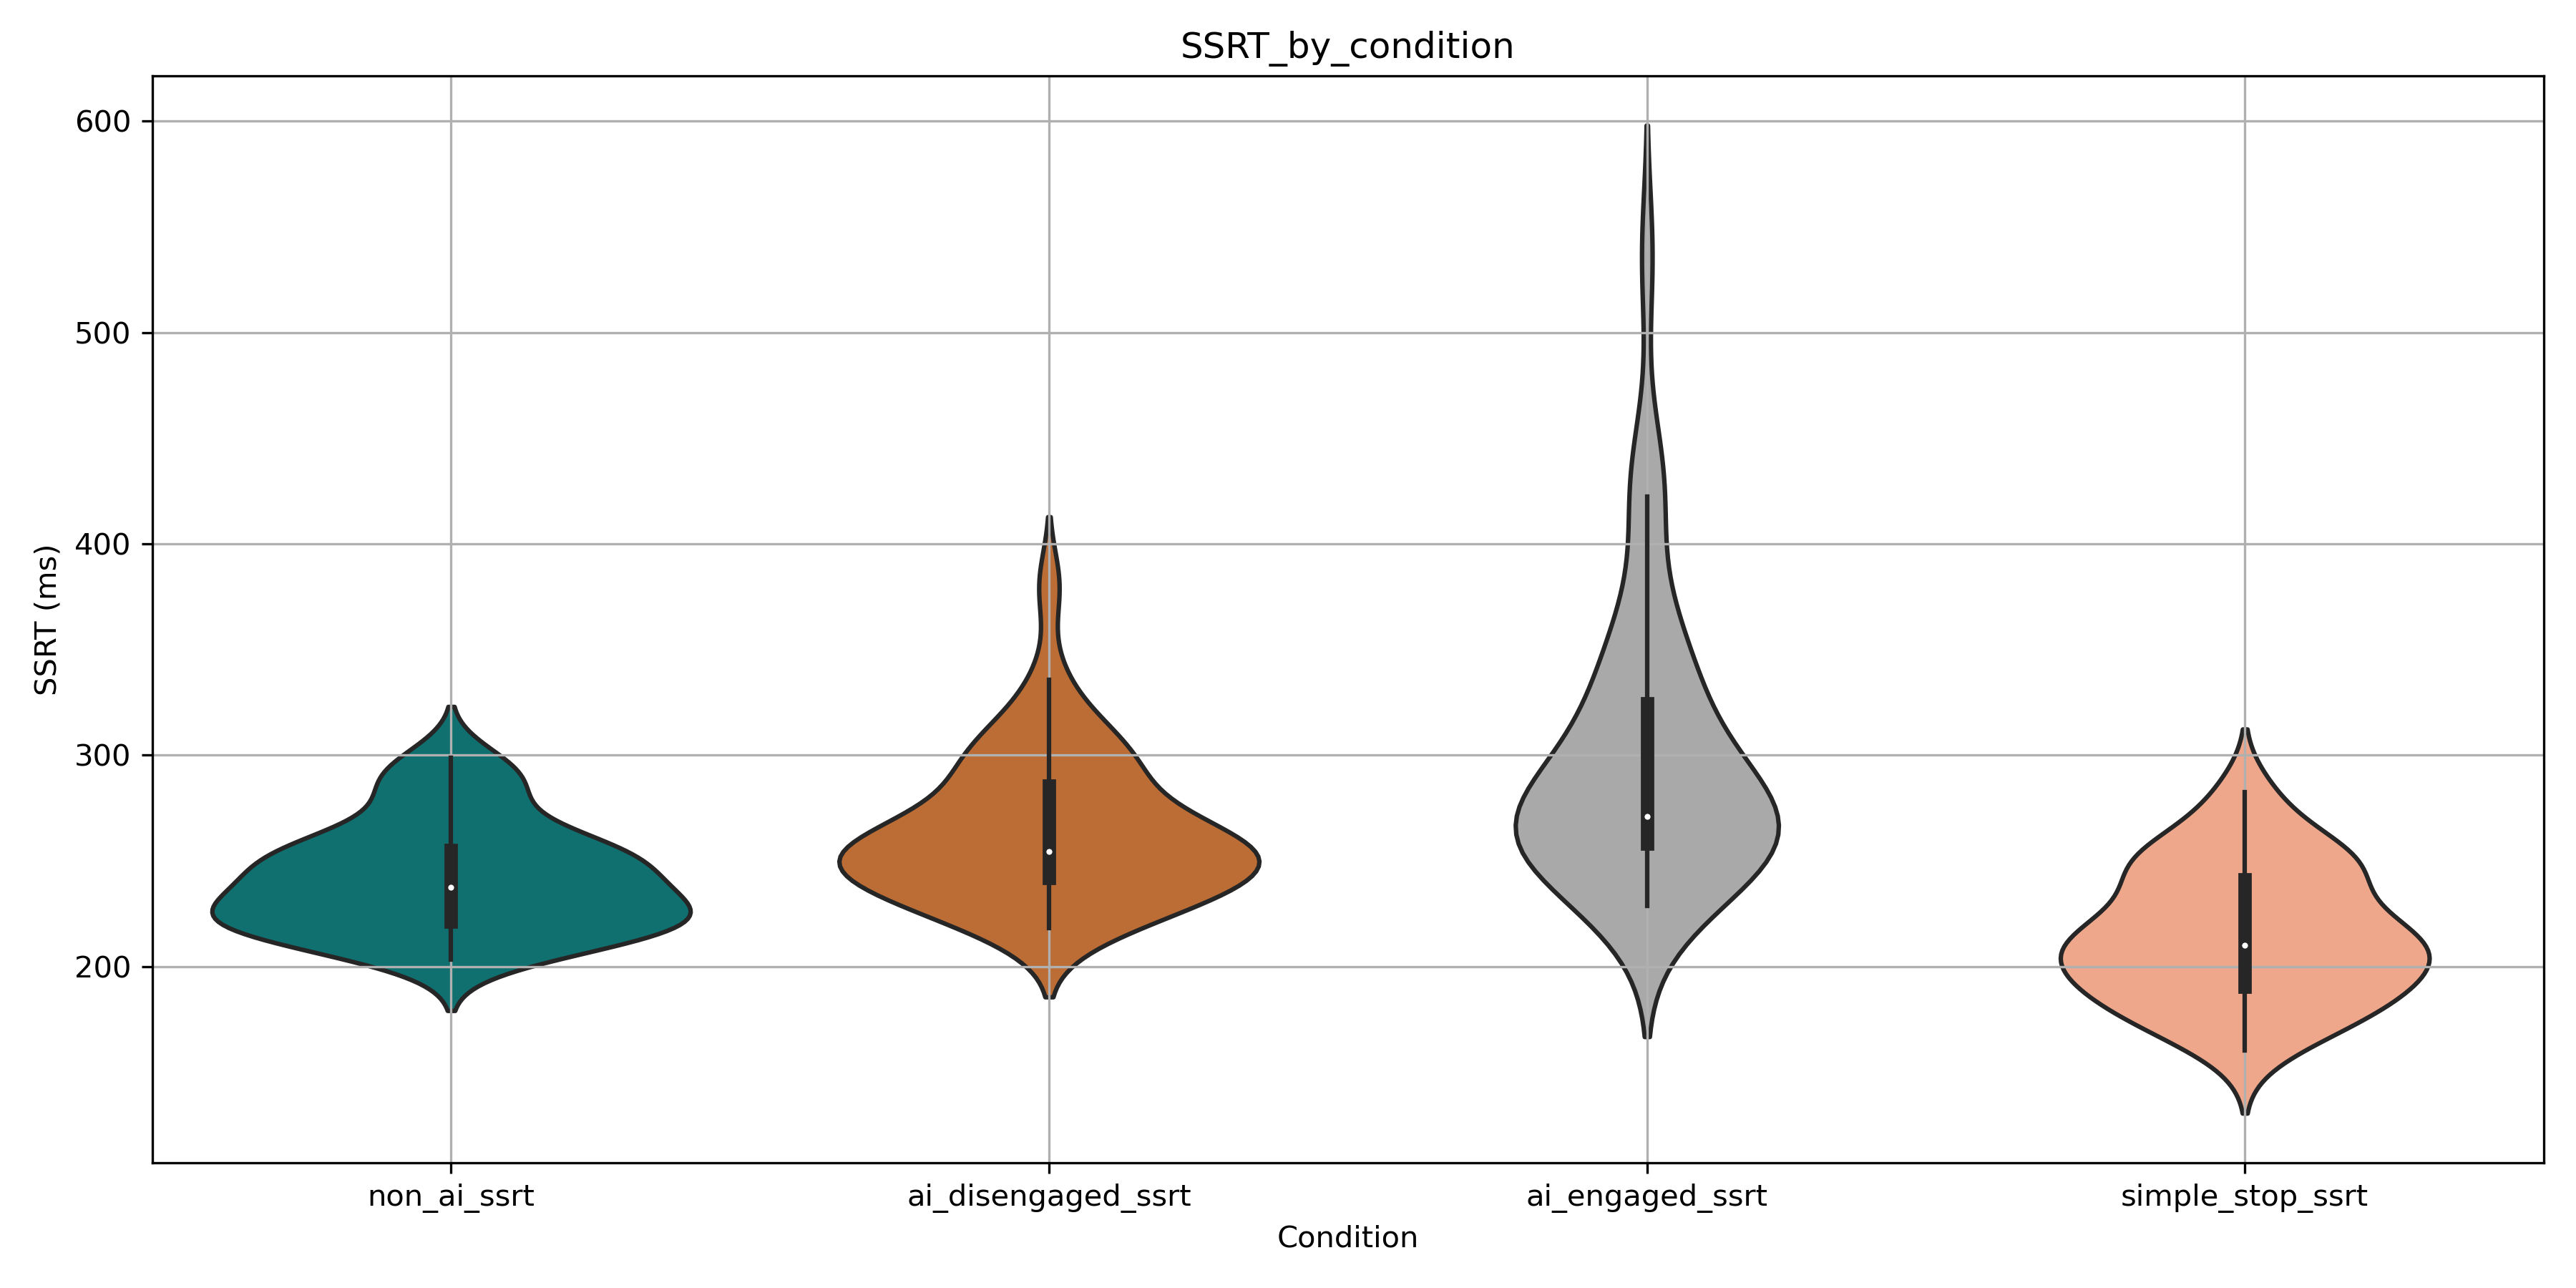 SSRT_by_condition
600
500
400
300
200
SSRT (ms)
non_ai_ssrt
ai_disengaged_ssrt
ai_engaged_ssrt
simple_stop_ssrt
Condition